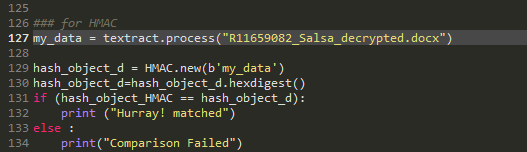 125
126 ### for HMAC
127 my_data = textract.process("R11659082_Salsa_decrypted.docx")
128
129 hash_object_d = HMAC.new(b'my_data')
130 hash_object_d=hash_object_d.hexdigest()
131 if (hash_object_HMAC == hash_object_d):
132     print ("Hurray! matched")
133 else :
134     print("Comparison Failed")